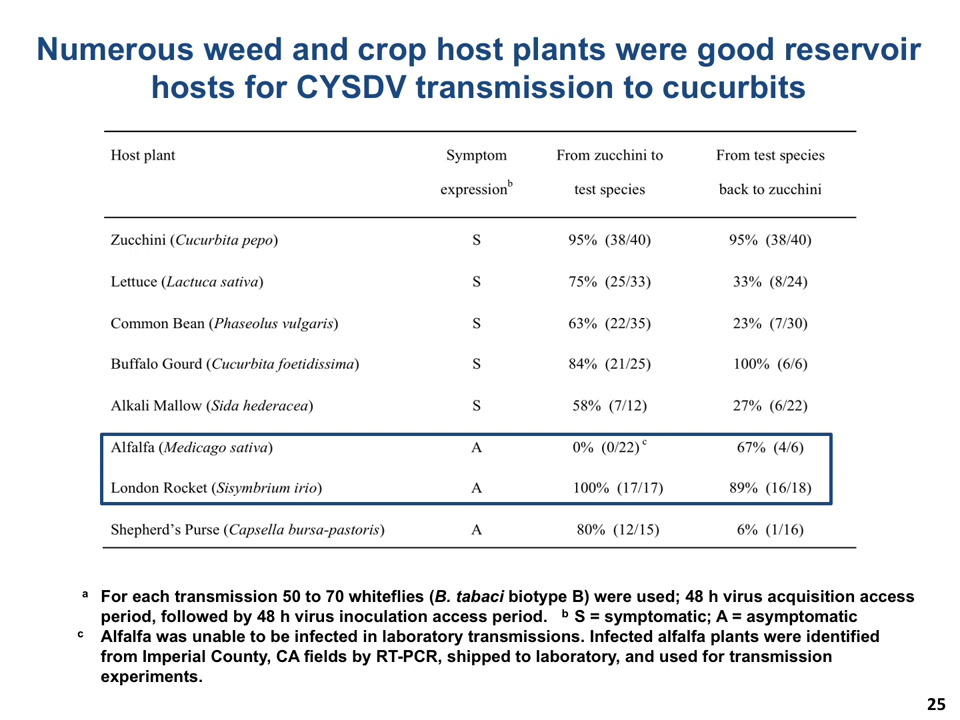 Numerous weed and crop host plants were good reservoir
hosts for CYSDV transmission to cucurbits
Host plant Symptom From zucchini to From test species
expressionb test species back to zucchini
Zucchini (Cucurbita pepo) S 95% (38/40) 95% (38/40)
Lettuce (Lactuca sativa) S 75% (25/33) 33% (8/24)
Common Bean (Phaseolus vulgaris) S 63% (22/35) 23% (7/30)
Buffalo Gourd (Cucurbita foetidissima) S 84% (21/25) 100% (6/6)
Alkali Mallow (Sida hederacea) S 58% (7/12) 27% (6/22)
Alfalfa (Medicago sativa) A 0% (0/22) c 67% (4/6)
London Rocket (Sisymbrium irio) A 100% (17/17) 89% (16/18)
Shepherd’s Purse (Capsella bursa-pastoris) A 80% (12/15) 6% (1/16)
a For each transmission 50 to 70 whiteflies (B. tabaci biotype B) were used; 48 h virus acquisition access
period, followed by 48 h virus inoculation access period. b S = symptomatic; A = asymptomatic
c Alfalfa was unable to be infected in laboratory transmissions. Infected alfalfa plants were identified
from Imperial County, CA fields by RT-PCR, shipped to laboratory, and used for transmission
experiments.
25